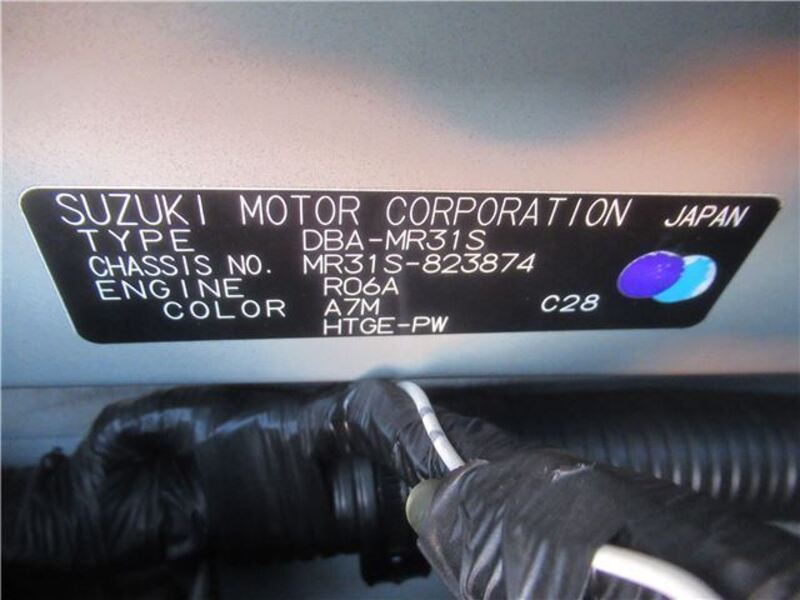 SUZUKI MOTOR CORPORATION JAPAN
TYPE DBA-MR31S
CHASSIS NO. MR31S-823874
ENGINE R06A
COLOR A7M C28
HTGE-PW